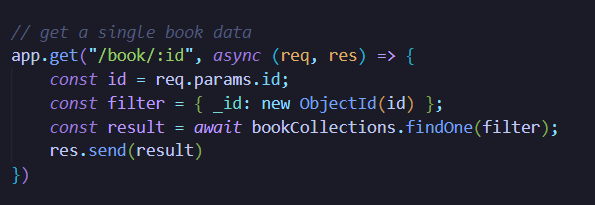 // get a single book data
app.get("/book/:id", async (req, res) => {
    const id = req.params.id;
    const filter = { _id: new ObjectId(id) };
    const result = await bookCollections.findOne(filter);
    res.send(result)
})